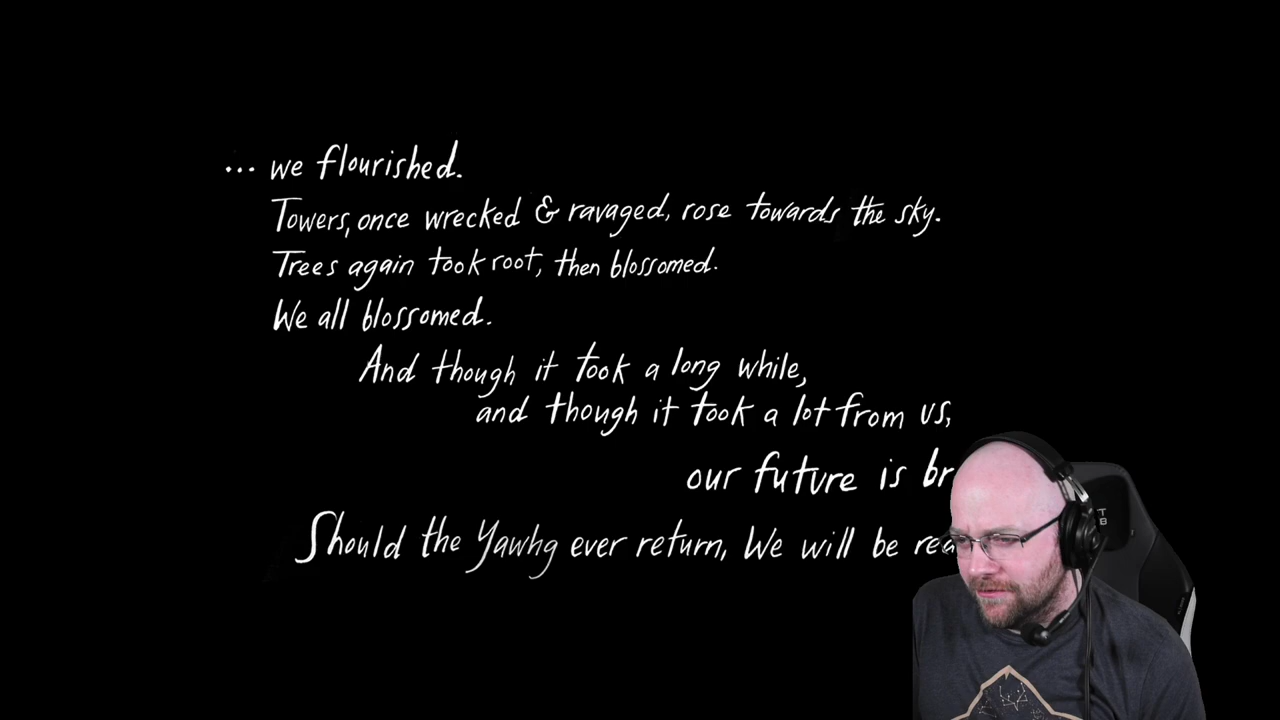 ... we flourished.
Towers, once wrecked & ravaged, rose towards the sky.
Trees again took root, then blossomed.
We all blossomed.
And though it took a long while,
and though it took a lot from us,
our future is
Should the Yawhg ever return, We will be